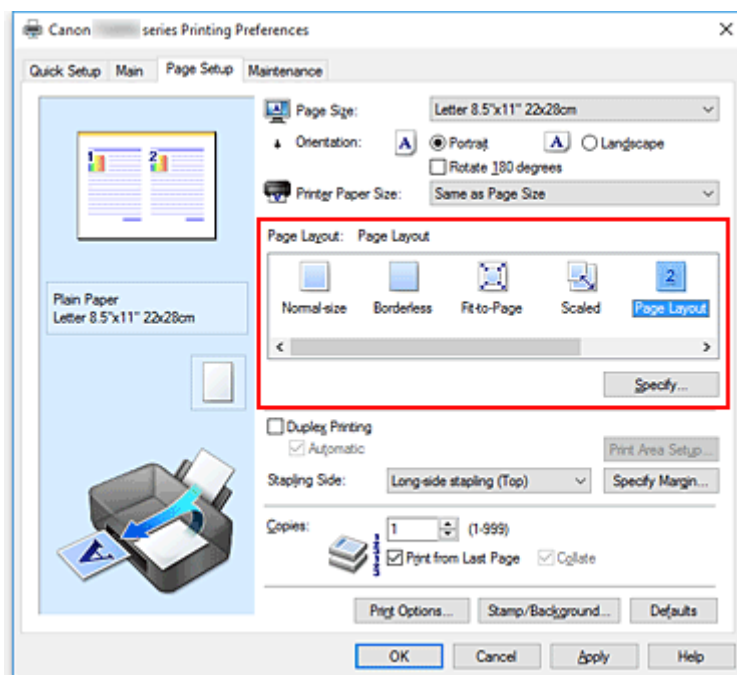 Canon series Printing Preferences
Quick Setup Main Page Setup Maintenance
1 2
Plain Paper
Letter 8.5"x11" 22x28cm
Page Size: Letter 8.5"x11" 22x28cm
Orientation: A Portrait A Landscape
Rotate 180 degrees
Printer Paper Size: Same as Page Size
Page Layout: Page Layout
2
Normal-size Borderless Fit-to-Page Scaled Page Layout
Specify...
Duplex Printing
Automatic
Print Area Setup...
Stapling Side: Long-side stapling (Top) Specify Margin...
Copies: 1 (1-999)
Print from Last Page Collate
A
Print Options... Stamp/Background... Defaults
OK Cancel Apply Help